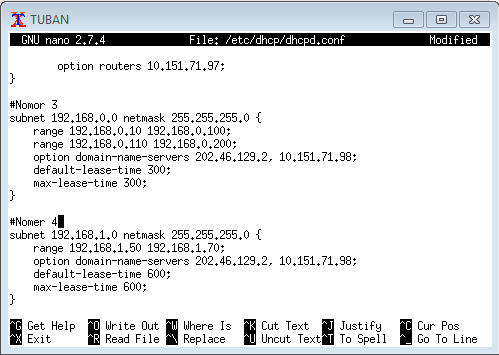 TUBAN
GNU nano 2.7.4 File: /etc/dhcp/dhcpd.conf Modified
option routers 10.151.71.97;
}
#Nomor 3
subnet 192.168.0.0 netmask 255.255.255.0 {
range 192.168.0.10 192.168.0.100;
range 192.168.0.110 192.168.0.200;
option domain-name-servers 202.46.129.2, 10.151.71.98;
default-lease-time 300;
max-lease-time 300;
}
#Nomer 4
subnet 192.168.1.0 netmask 255.255.255.0 {
range 192.168.1.50 192.168.1.70;
option domain-name-servers 202.46.129.2, 10.151.71.98;
default-lease-time 600;
max-lease-time 600;
}
^G Get Help ^O Write Out ^W Where Is ^K Cut Text ^J Justify ^C Cur Pos
^X Exit ^R Read File ^\ Replace ^U Uncut Text ^T To Spell ^_ Go To Line